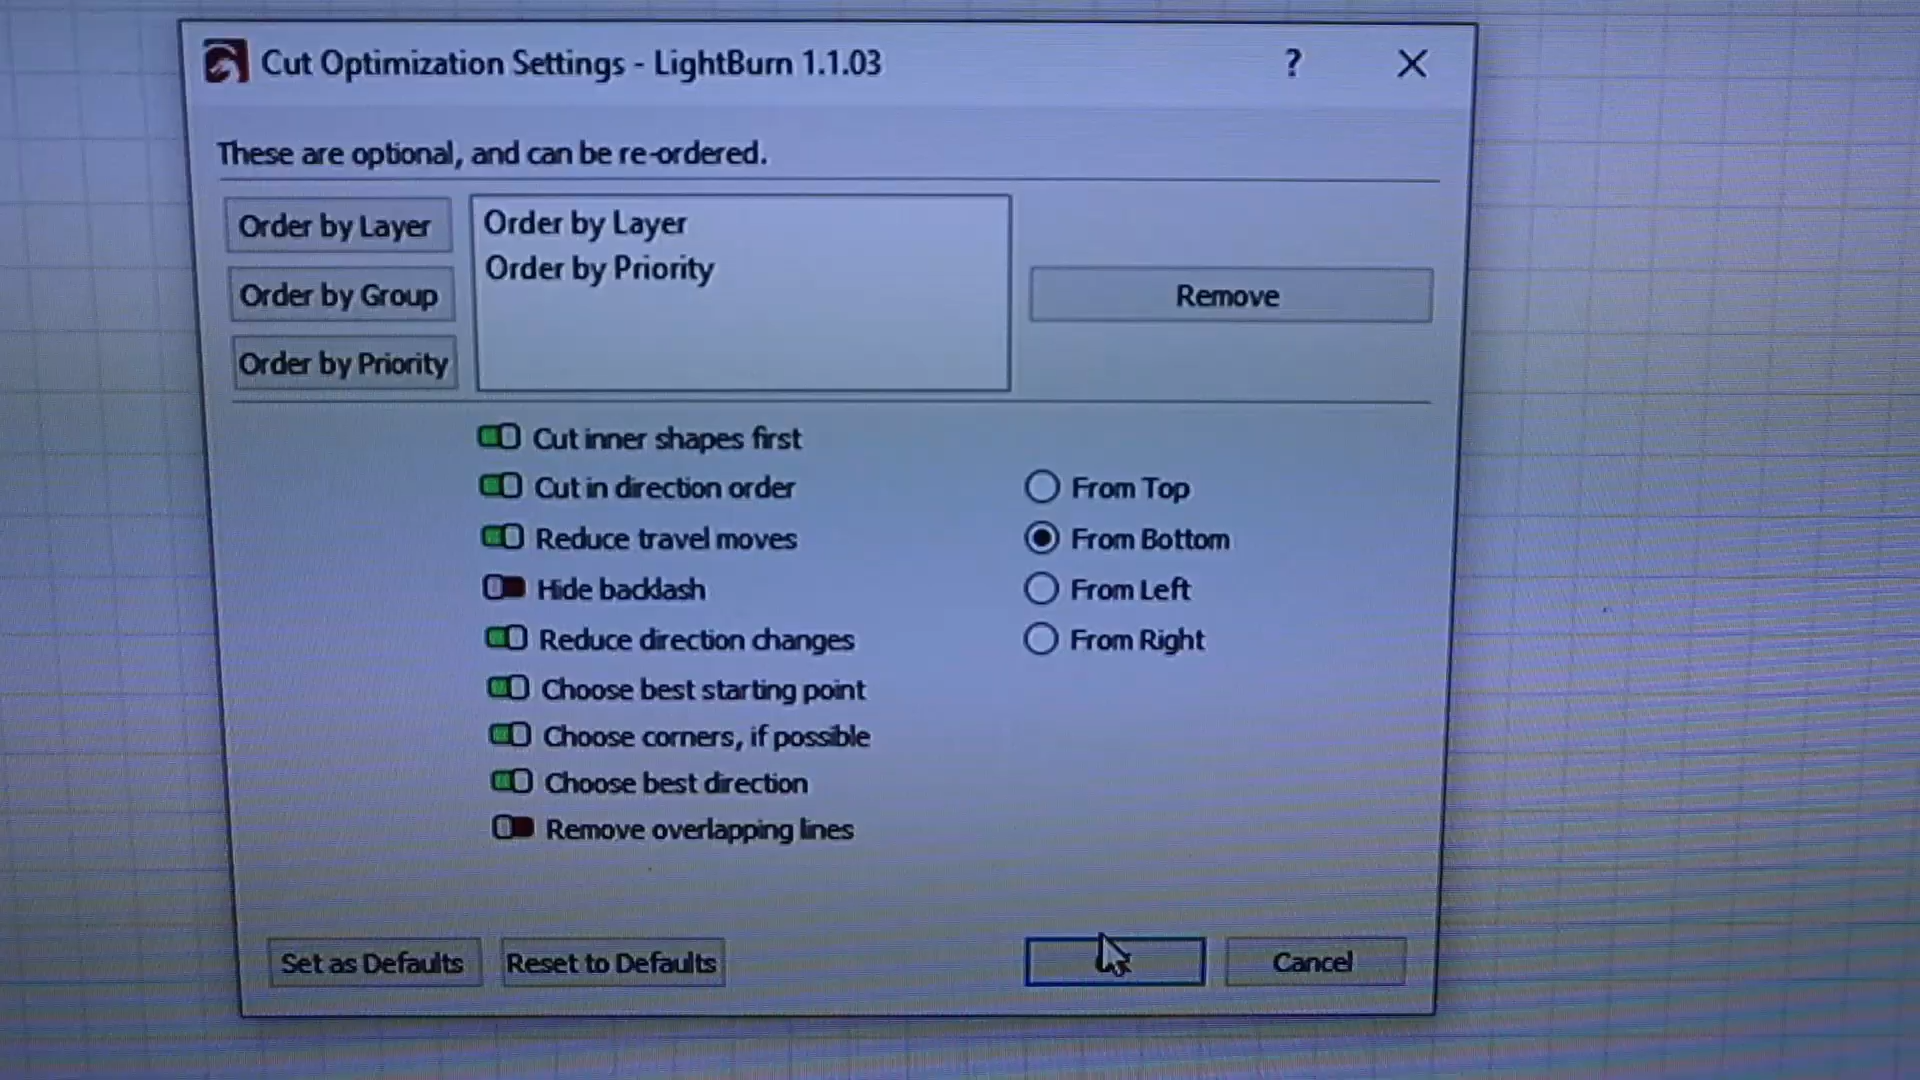 Cut Optimization Settings - LightBurn 1.1.03
?
These are optional, and can be re-ordered.
Order by Layer
Order by Group
Order by Priority
Order by Layer
Order by Priority
Remove
Cut inner shapes first
Cut in direction order
Reduce travel moves
Hide backlash
Reduce direction changes
Choose best starting point
Choose corners, if possible
Choose best direction
Remove overlapping lines
From Top
From Bottom
From Left
From Right
Set as Defaults
Reset to Defaults
Cancel